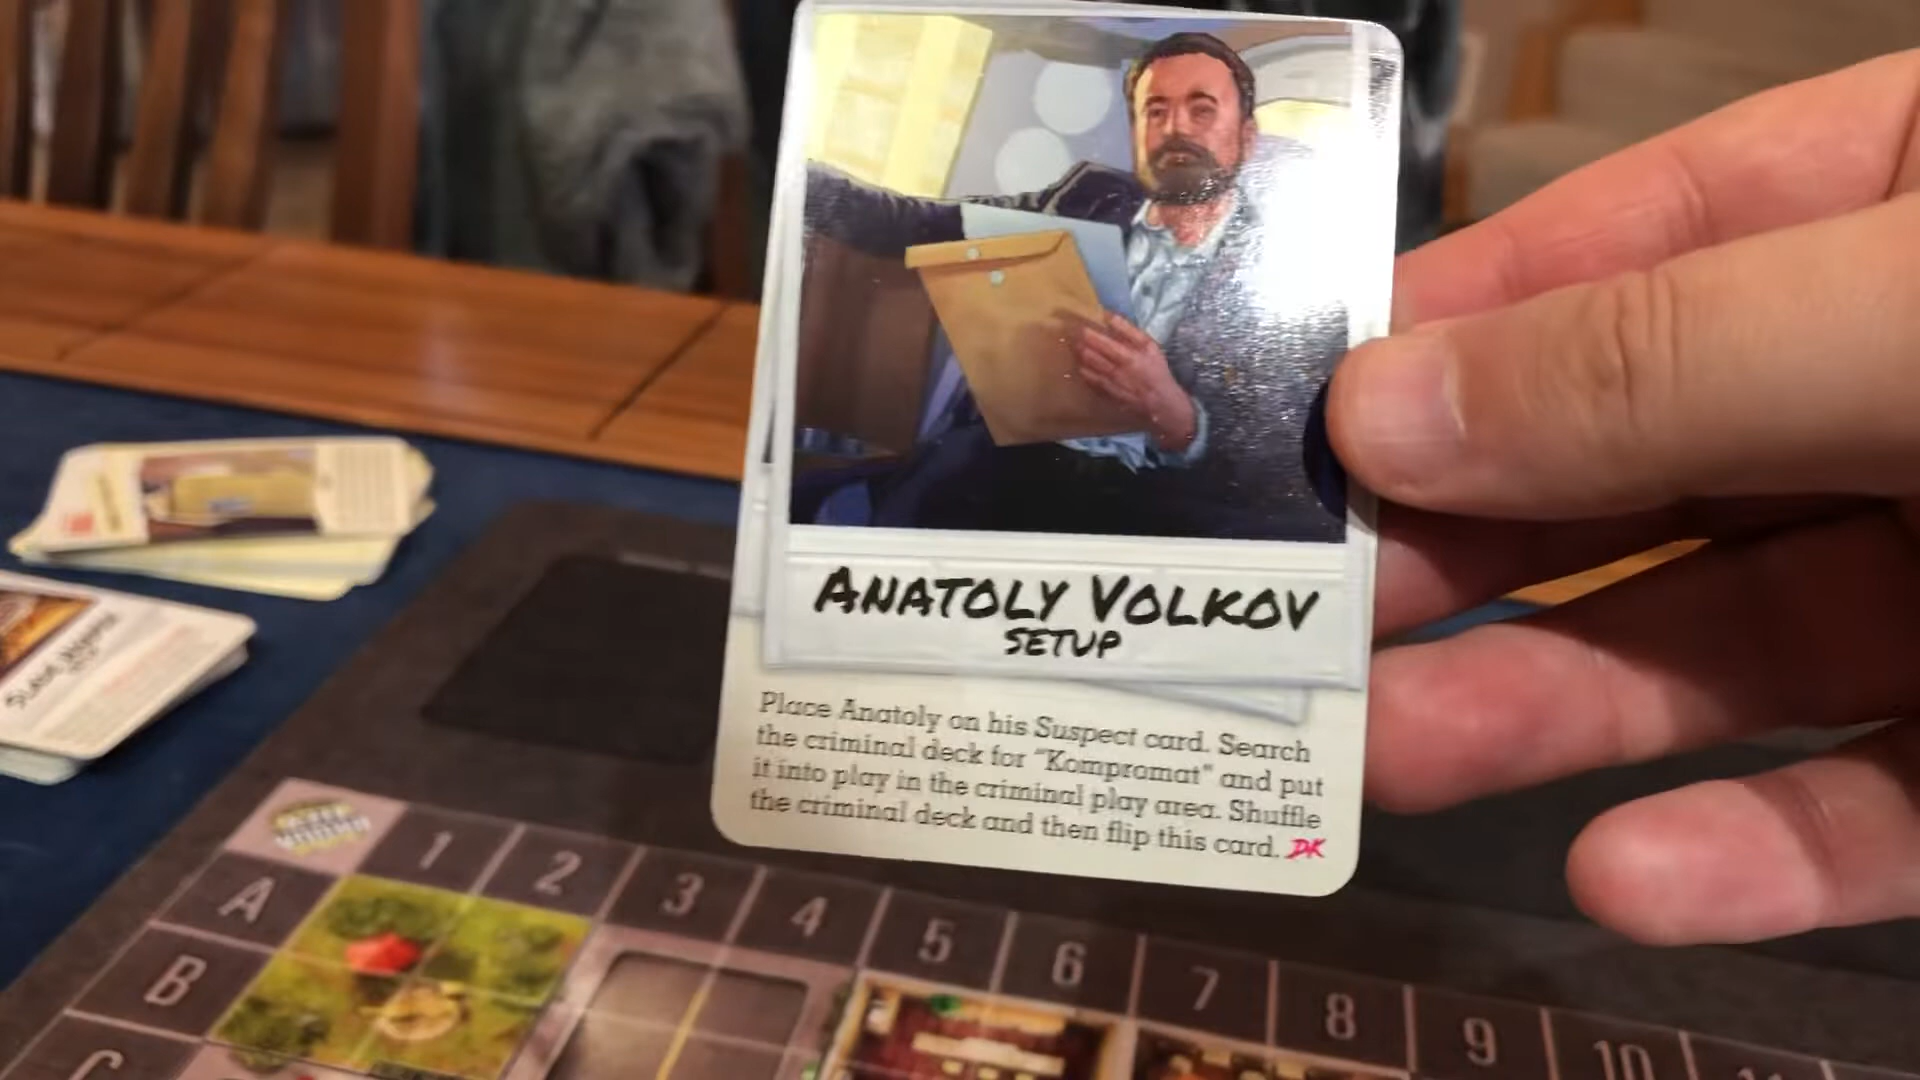 ANATOLY VOLKOV
SETUP
Place Anatoly on his Suspect card. Search
the criminal deck for "Kompromat" and put
it into play in the criminal play area. Shuffle
the criminal deck and then flip this card. DK
1 2 3 4 5 6 7 8 9 10
A
B
C